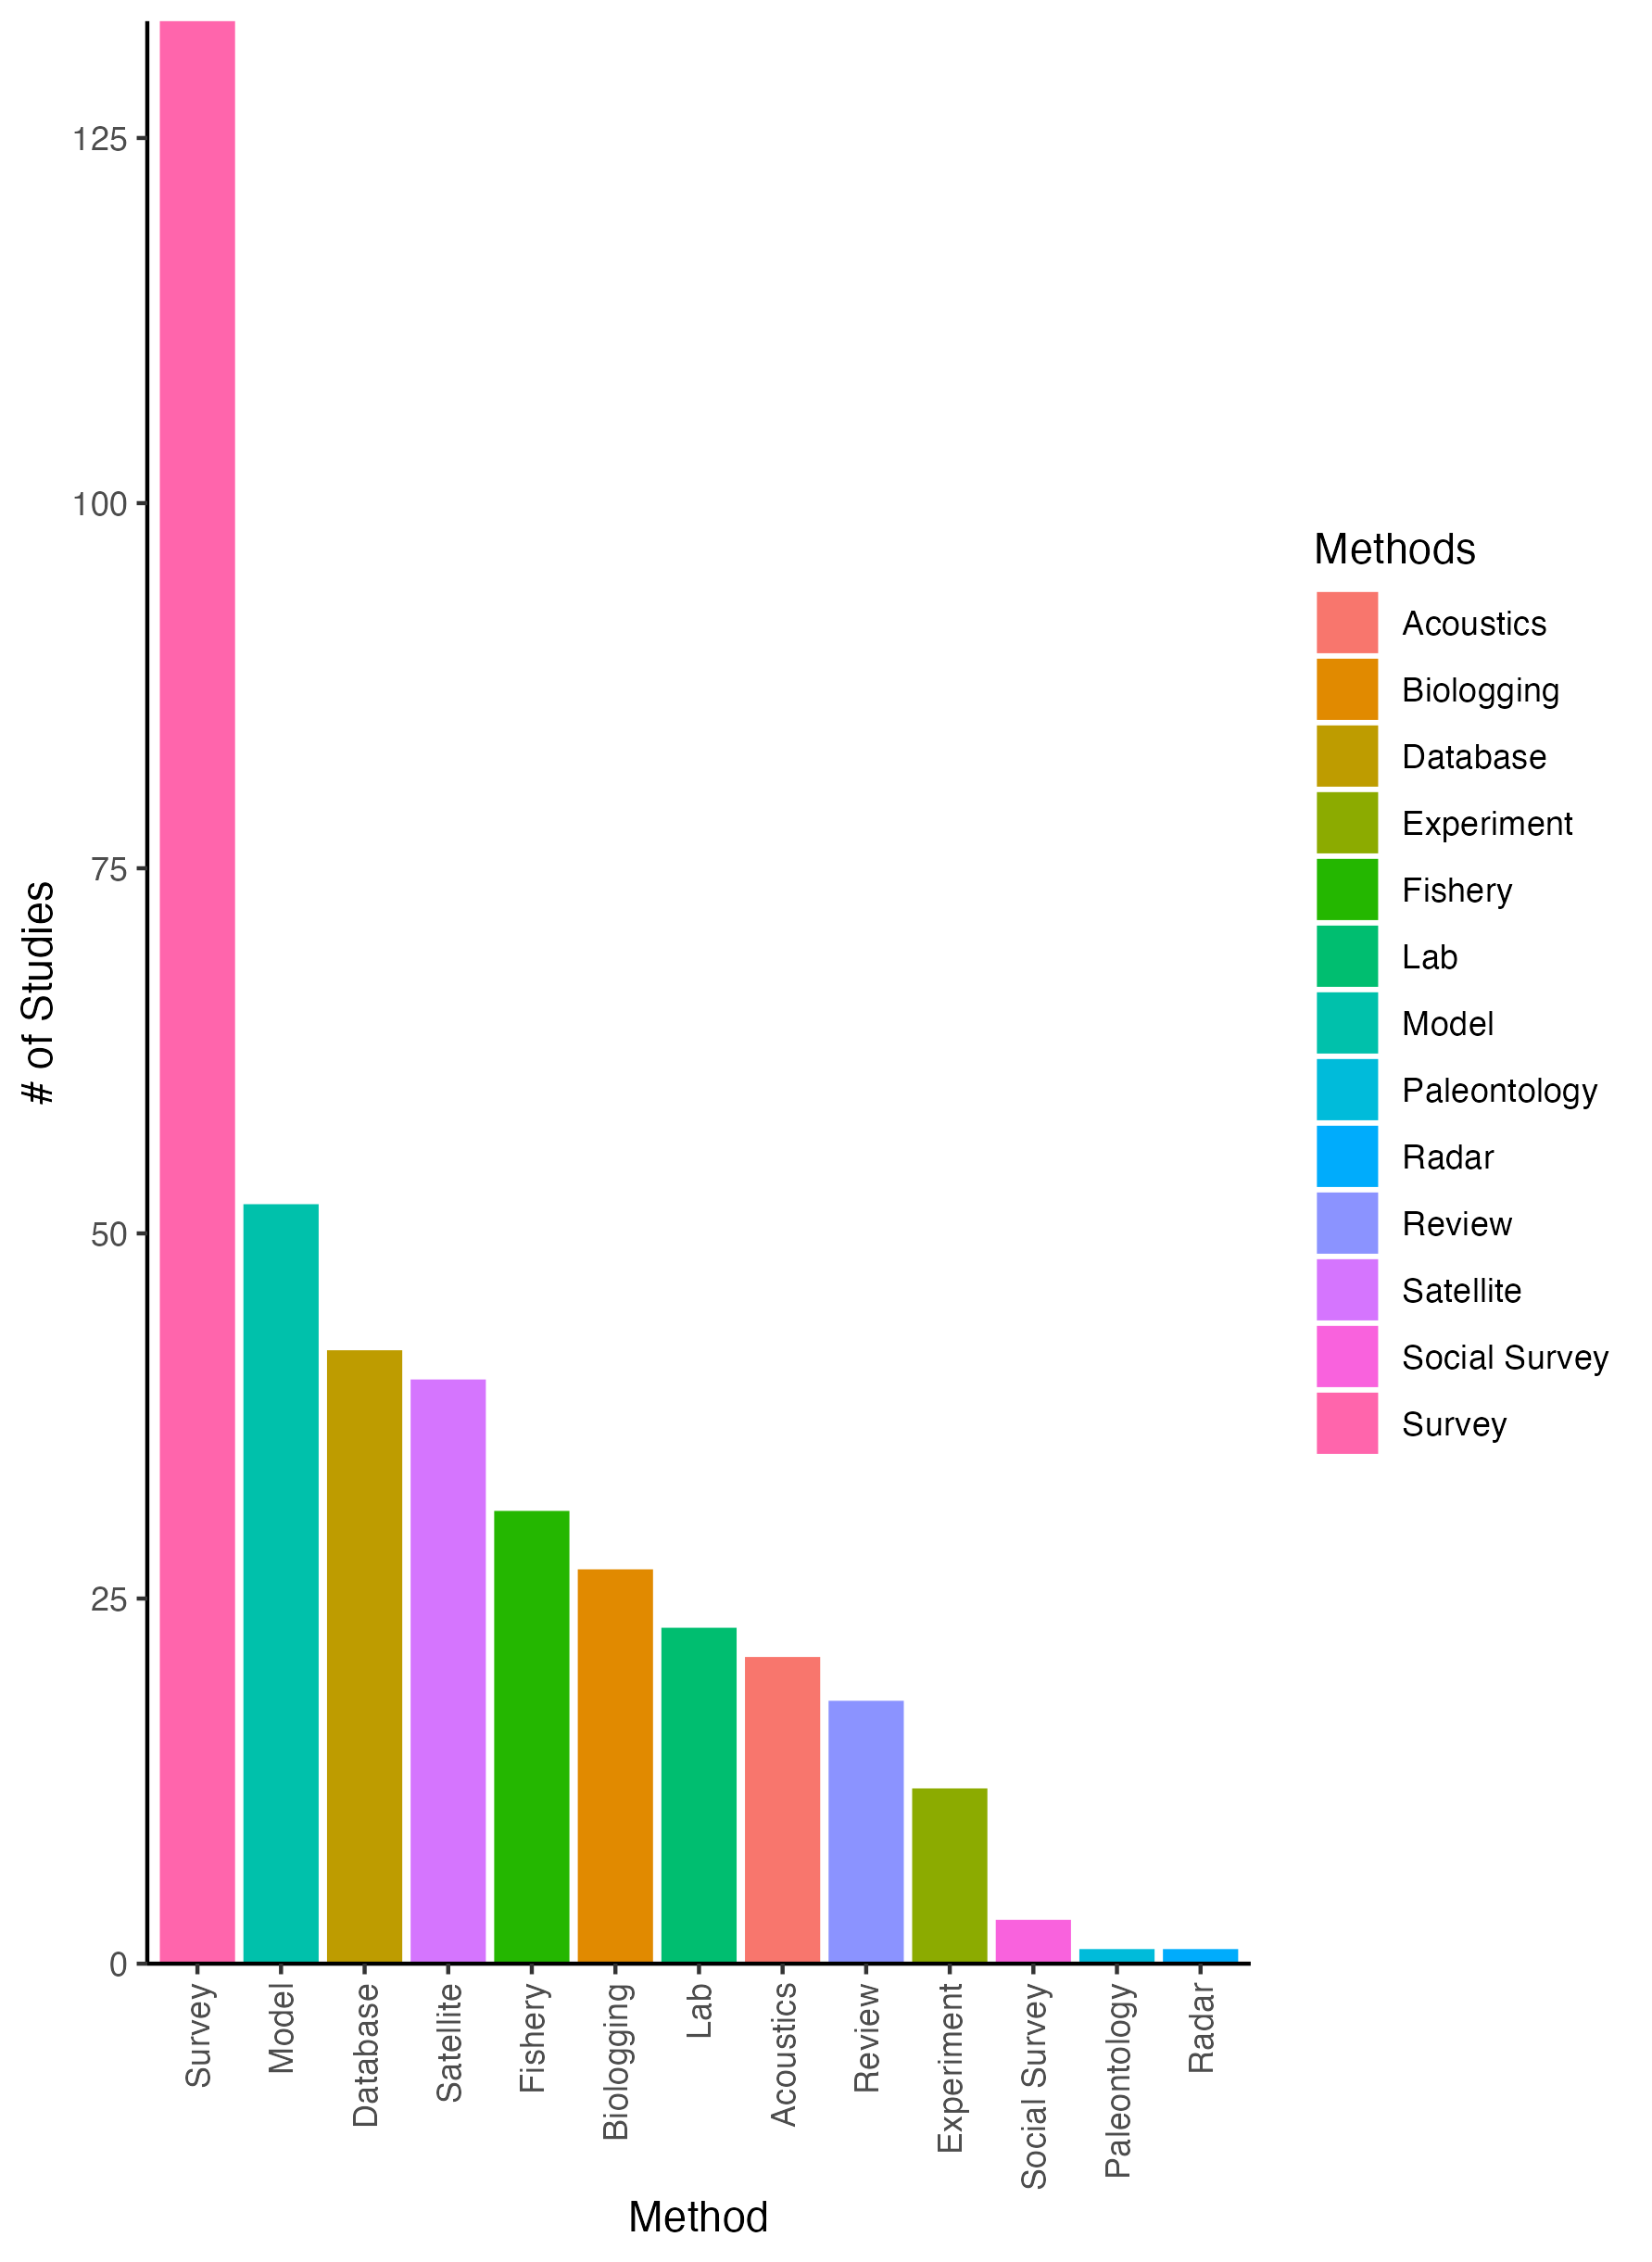 125
100
75
50
25
0
# of Studies
Survey
Model
Database
Satellite
Fishery
Biologging
Lab
Acoustics
Review
Experiment
Social Survey
Paleontology
Radar
Method
Methods
Acoustics
Biologging
Database
Experiment
Fishery
Lab
Model
Paleontology
Radar
Review
Satellite
Social Survey
Survey